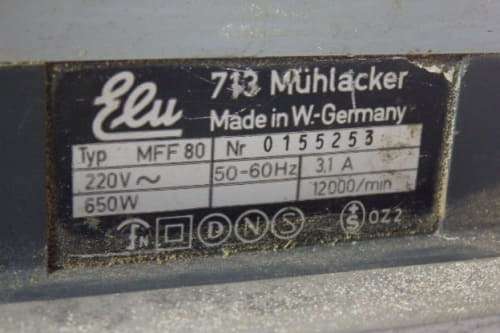 Elu 713 Mühlacker
Made in W.-Germany
Typ MFF 80 Nr 0155253
220V~ 50-60Hz 3,1 A
650W 12000/min
N D N S S OZ2